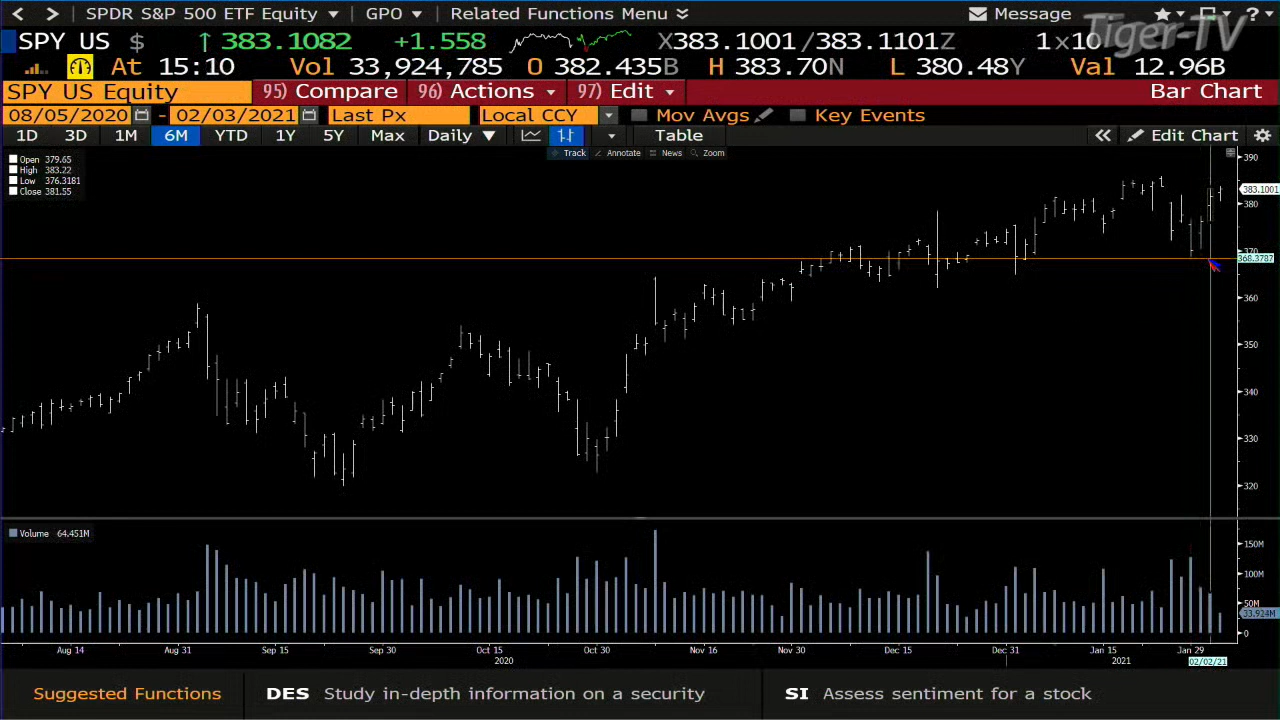 SPDR S&P 500 ETF Equity GPO Related Functions Menu Message ?
Tiger-TV
SPY US $ ↑ 383.1082 +1.558 X383.1001/383.1101Z 1x10
At 15:10 Vol 33,924,785 O 382.435B H 383.70N L 380.48Y Val 12.96B
SPY US Equity 95) Compare 96) Actions 97) Edit Bar Chart
08/05/2020 - 02/03/2021 Last Px Local CCY Mov Avgs Key Events
1D 3D 1M 6M YTD 1Y 5Y Max Daily ▼ Table « Edit Chart
Track Annotate News Zoom
Open 379.65
High 383.22
Low 376.3181
Close 381.55
390
383.1001
380
370
368.3787
360
350
340
330
320
Volume 64.451M
150M
100M
50M
33.924M
0
Aug 14 Aug 31 Sep 15 Sep 30 Oct 15 Oct 30 Nov 16 Nov 30 Dec 15 Dec 31 Jan 15 Jan 29
2020 2021 02/02/21
Suggested Functions DES Study in-depth information on a security SI Assess sentiment for a stock